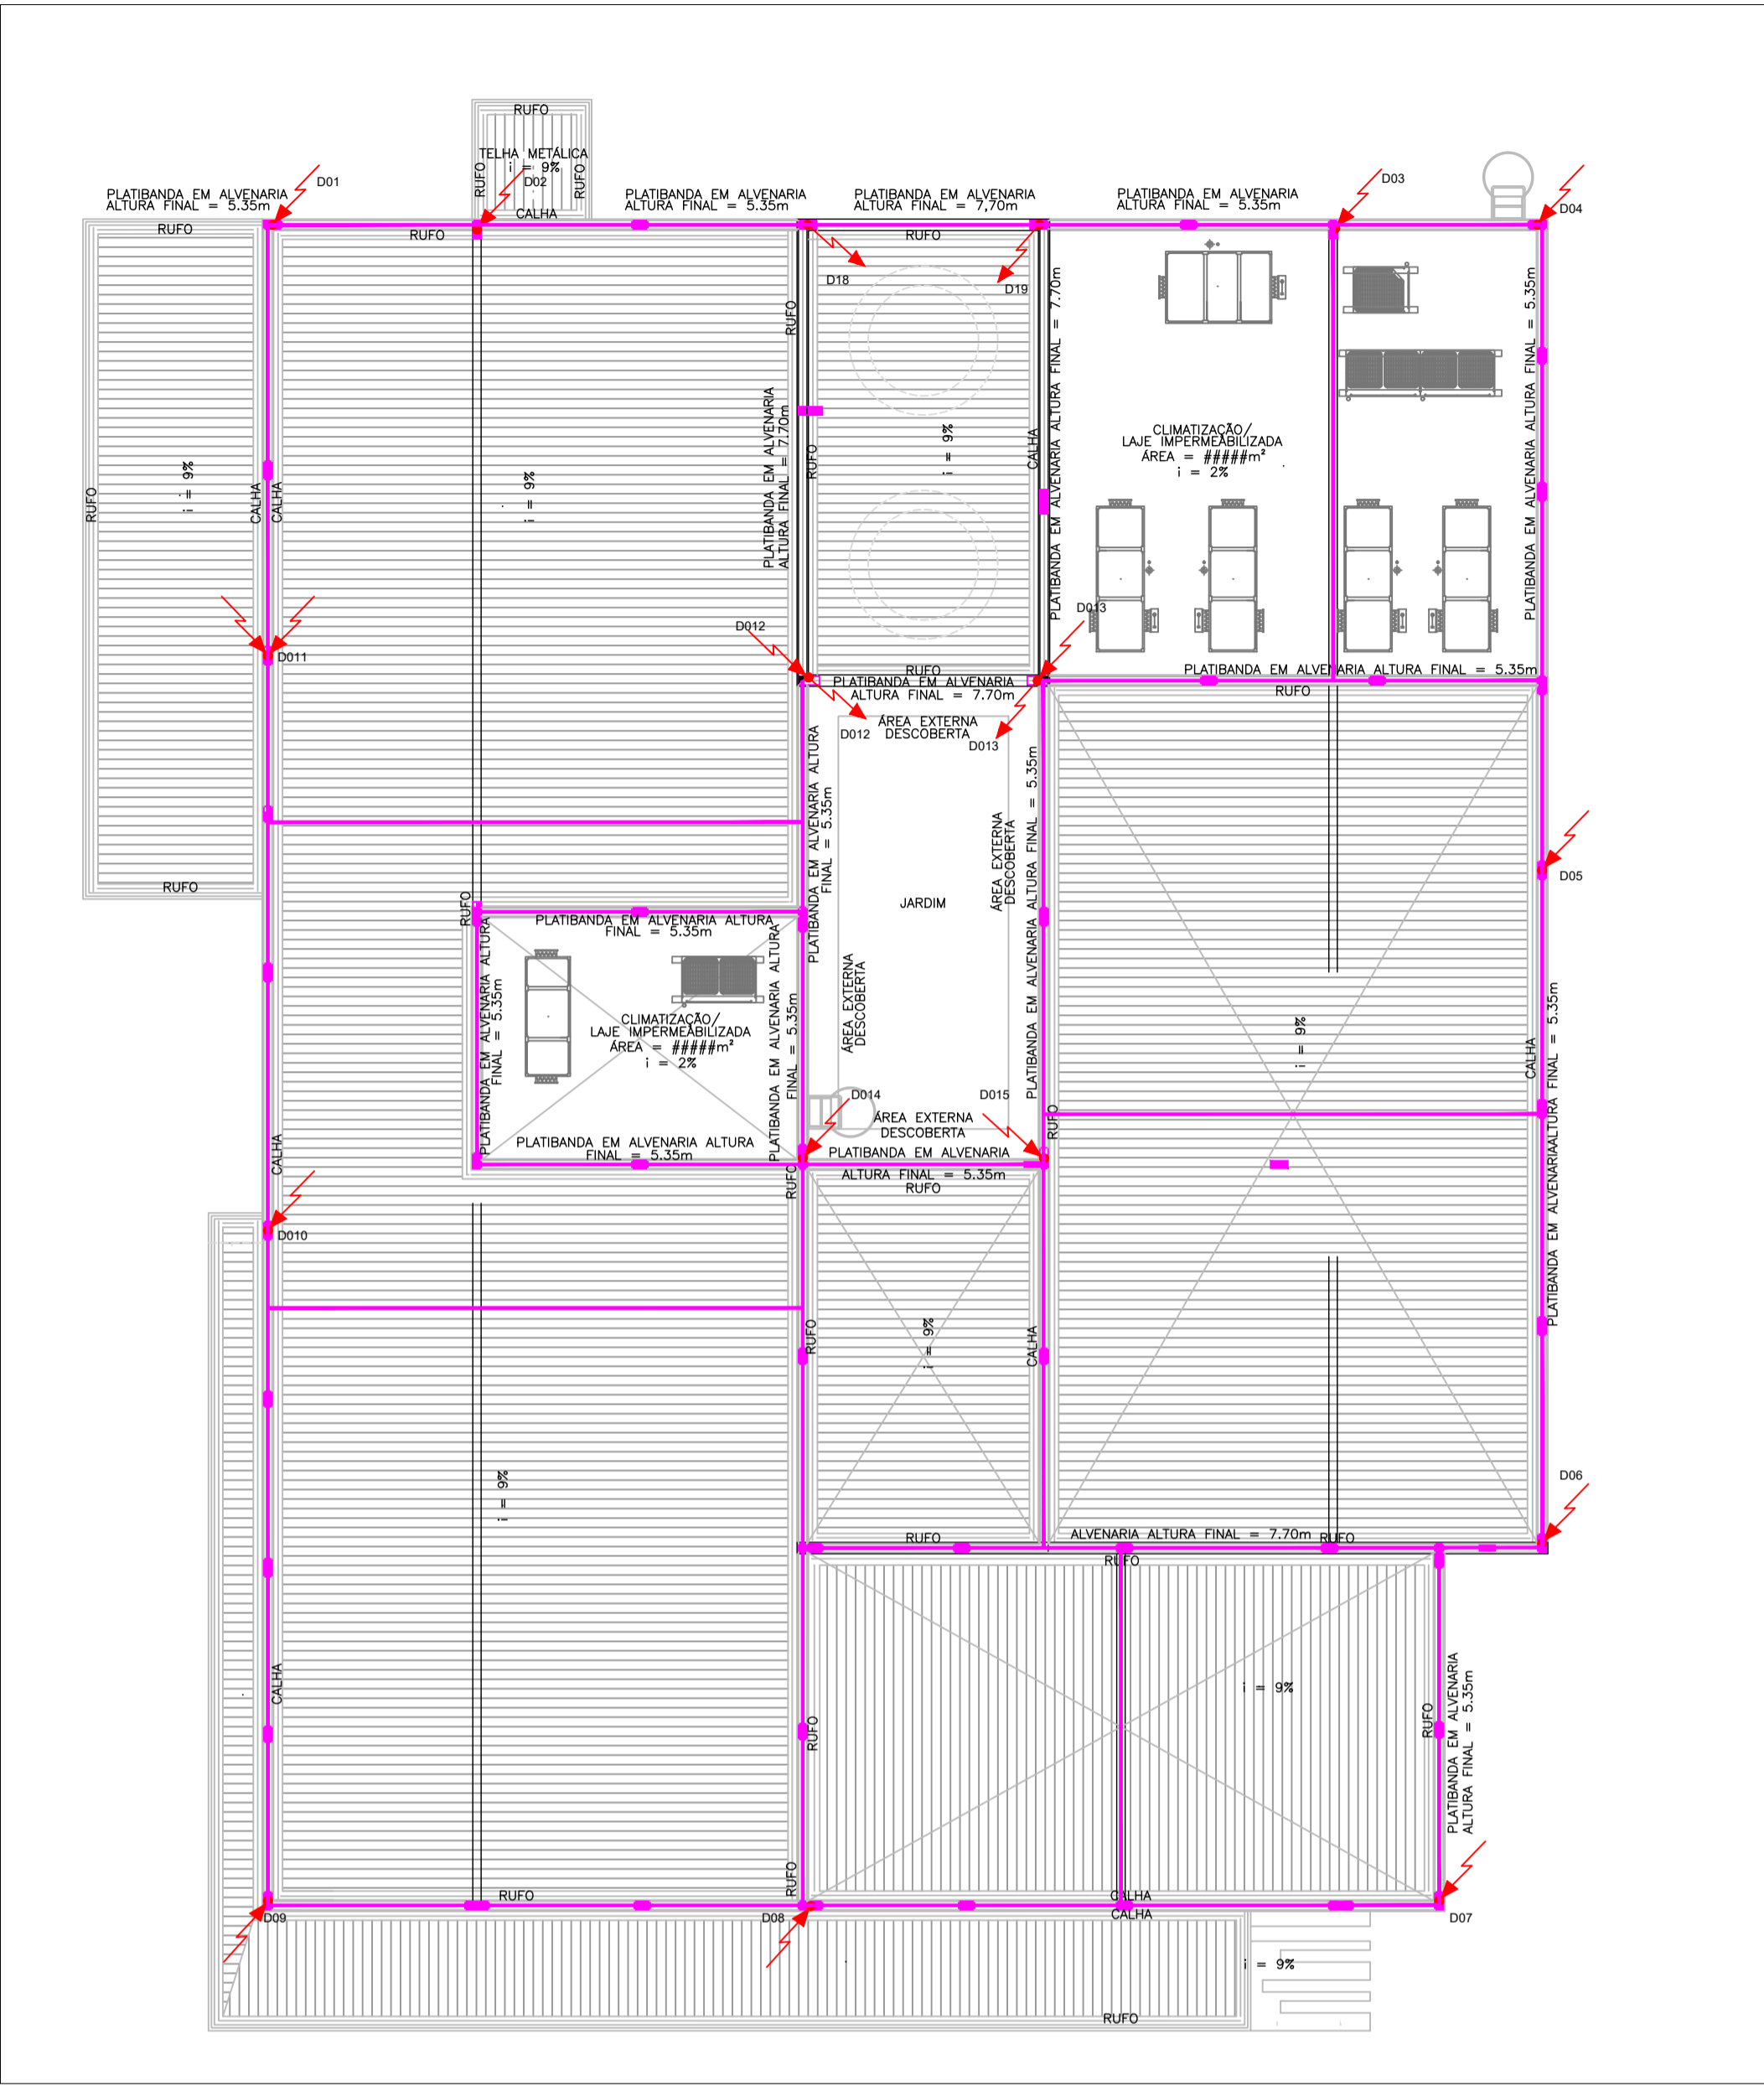 RUFO
TELHA METÁLICA
i = 9%
RUFO
RUFO
D02
CALHA
D01
PLATIBANDA EM ALVENARIA
ALTURA FINAL = 5.35m
PLATIBANDA EM ALVENARIA
ALTURA FINAL = 5.35m
PLATIBANDA EM ALVENARIA
ALTURA FINAL = 7,70m
PLATIBANDA EM ALVENARIA
ALTURA FINAL = 5.35m
D03
D04
RUFO
RUFO
RUFO
D18
D19
RUFO
PLATIBANDA EM ALVENARIA
ALTURA FINAL = 7.70m
RUFO
i = 9%
CALHA
PLATIBANDA EM ALVENARIA ALTURA FINAL = 7.70m
CLIMATIZAÇÃO/
LAJE IMPERMEABILIZADA
ÁREA = #####m²
i = 2%
PLATIBANDA EM ALVENARIA ALTURA FINAL = 5.35m
RUFO
i = 9%
CALHA
CALHA
i = 9%
D011
D012
D013
RUFO
PLATIBANDA EM ALVENARIA
ALTURA FINAL = 7.70m
PLATIBANDA EM ALVENARIA ALTURA FINAL = 5.35m
RUFO
ÁREA EXTERNA
DESCOBERTA
D012
D013
PLATIBANDA EM ALVENARIA ALTURA
FINAL = 5.35m
PLATIBANDA EM ALVENARIA ALTURA FINAL = 5.35m
ÁREA EXTERNA
DESCOBERTA
JARDIM
ÁREA EXTERNA
DESCOBERTA
D05
RUFO
RUFO
PLATIBANDA EM ALVENARIA ALTURA
FINAL = 5.35m
PLATIBANDA EM ALVENARIA ALTURA
FINAL = 5.35m
CLIMATIZAÇÃO/
LAJE IMPERMEABILIZADA
ÁREA = #####m²
i = 2%
PLATIBANDA EM ALVENARIA ALTURA
FINAL = 5.35m
PLATIBANDA EM ALVENARIA ALTURA
FINAL = 5.35m
D014
D015
ÁREA EXTERNA
DESCOBERTA
PLATIBANDA EM ALVENARIA
ALTURA FINAL = 5.35m
RUFO
RUFO
RUFO
i = 9%
CALHA
PLATIBANDA EM ALVENARIAALTURA FINAL = 5.35m
CALHA
D010
RUFO
i = 9%
CALHA
i = 9%
D06
RUFO
ALVENARIA ALTURA FINAL = 7.70m
RUFO
RUFO
CALHA
RUFO
i = 9%
RUFO
PLATIBANDA EM ALVENARIA
ALTURA FINAL = 5.35m
RUFO
RUFO
CALHA
CALHA
D09
D08
D07
i = 9%
RUFO